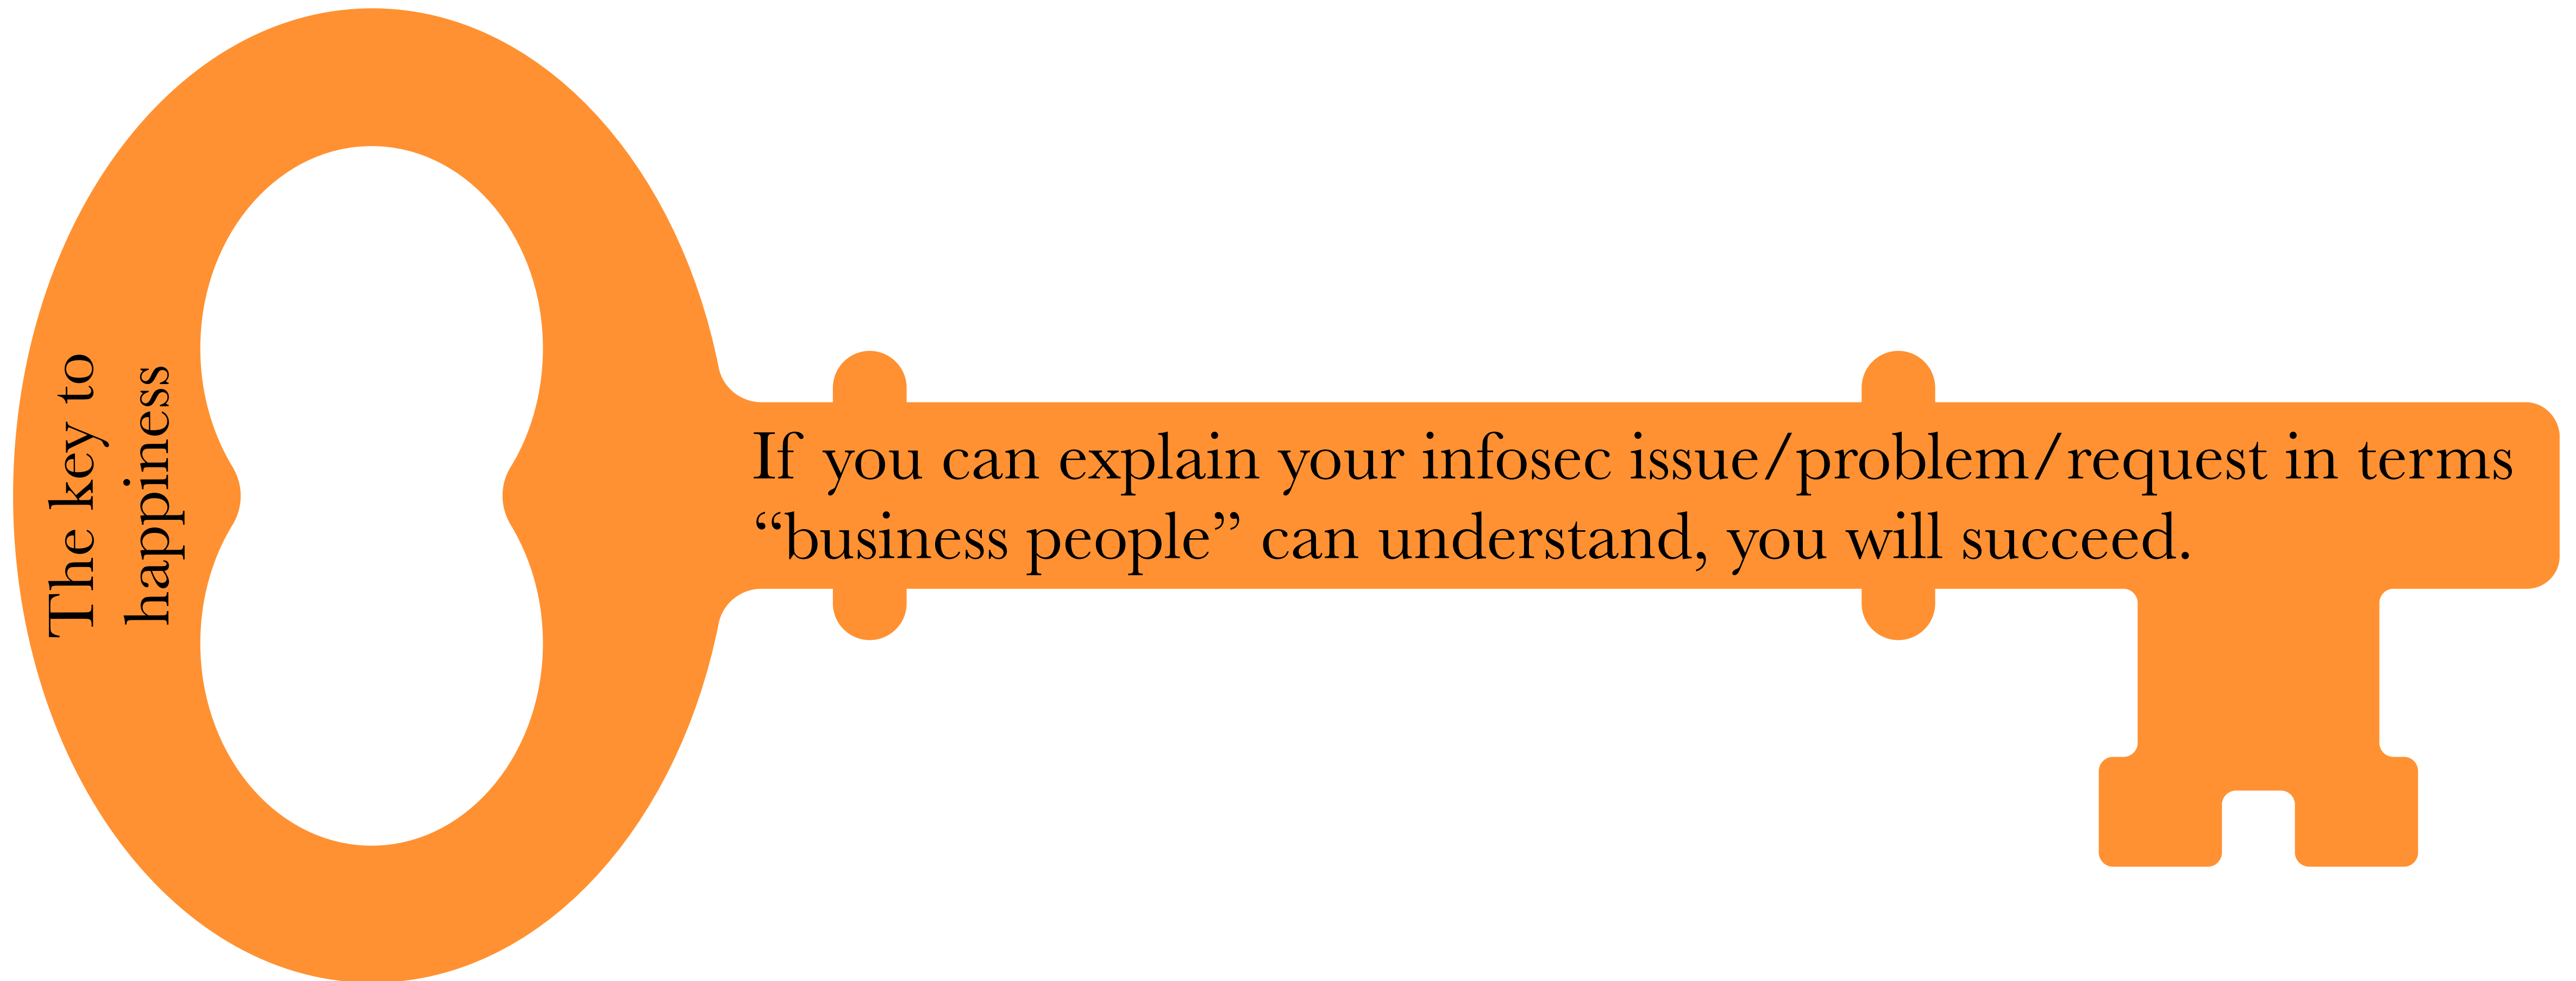 The key to
happiness
If you can explain your infosec issue/problem/request in terms
“business people” can understand, you will succeed.